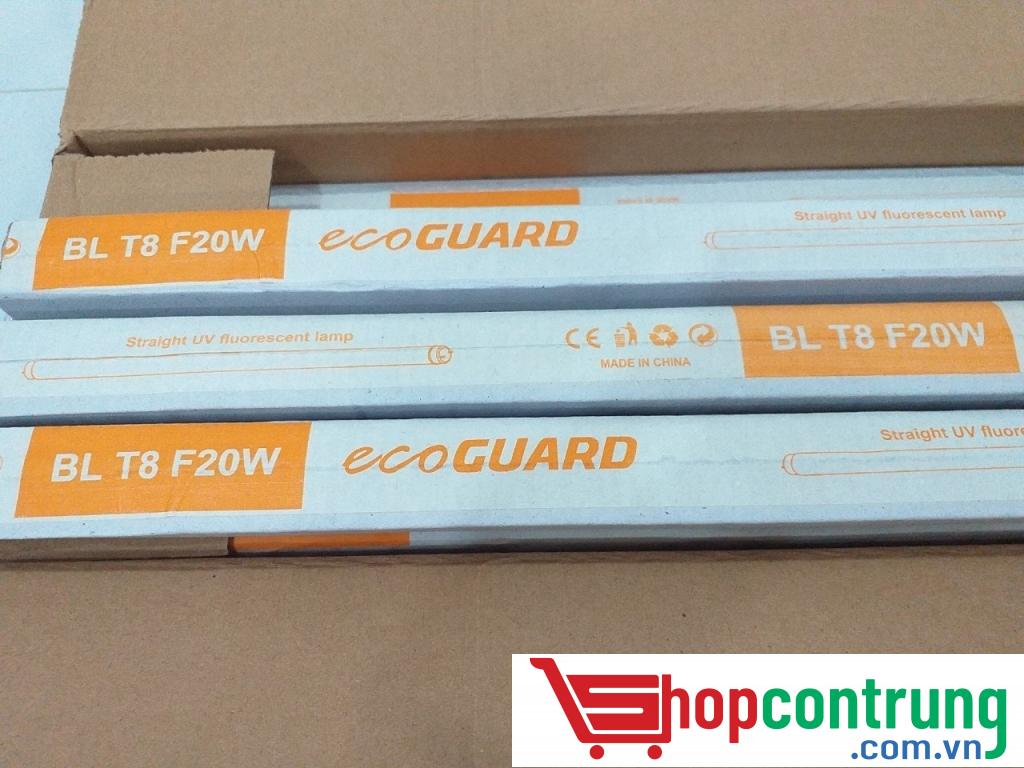 BL T8 F20W
ecoGUARD
Straight UV fluorescent lamp
Straight UV fluorescent lamp
CE
MADE IN CHINA
BL T8 F20W
BL T8 F20W
ecoGUARD
Straight UV
Shopcontrung
.com.vn